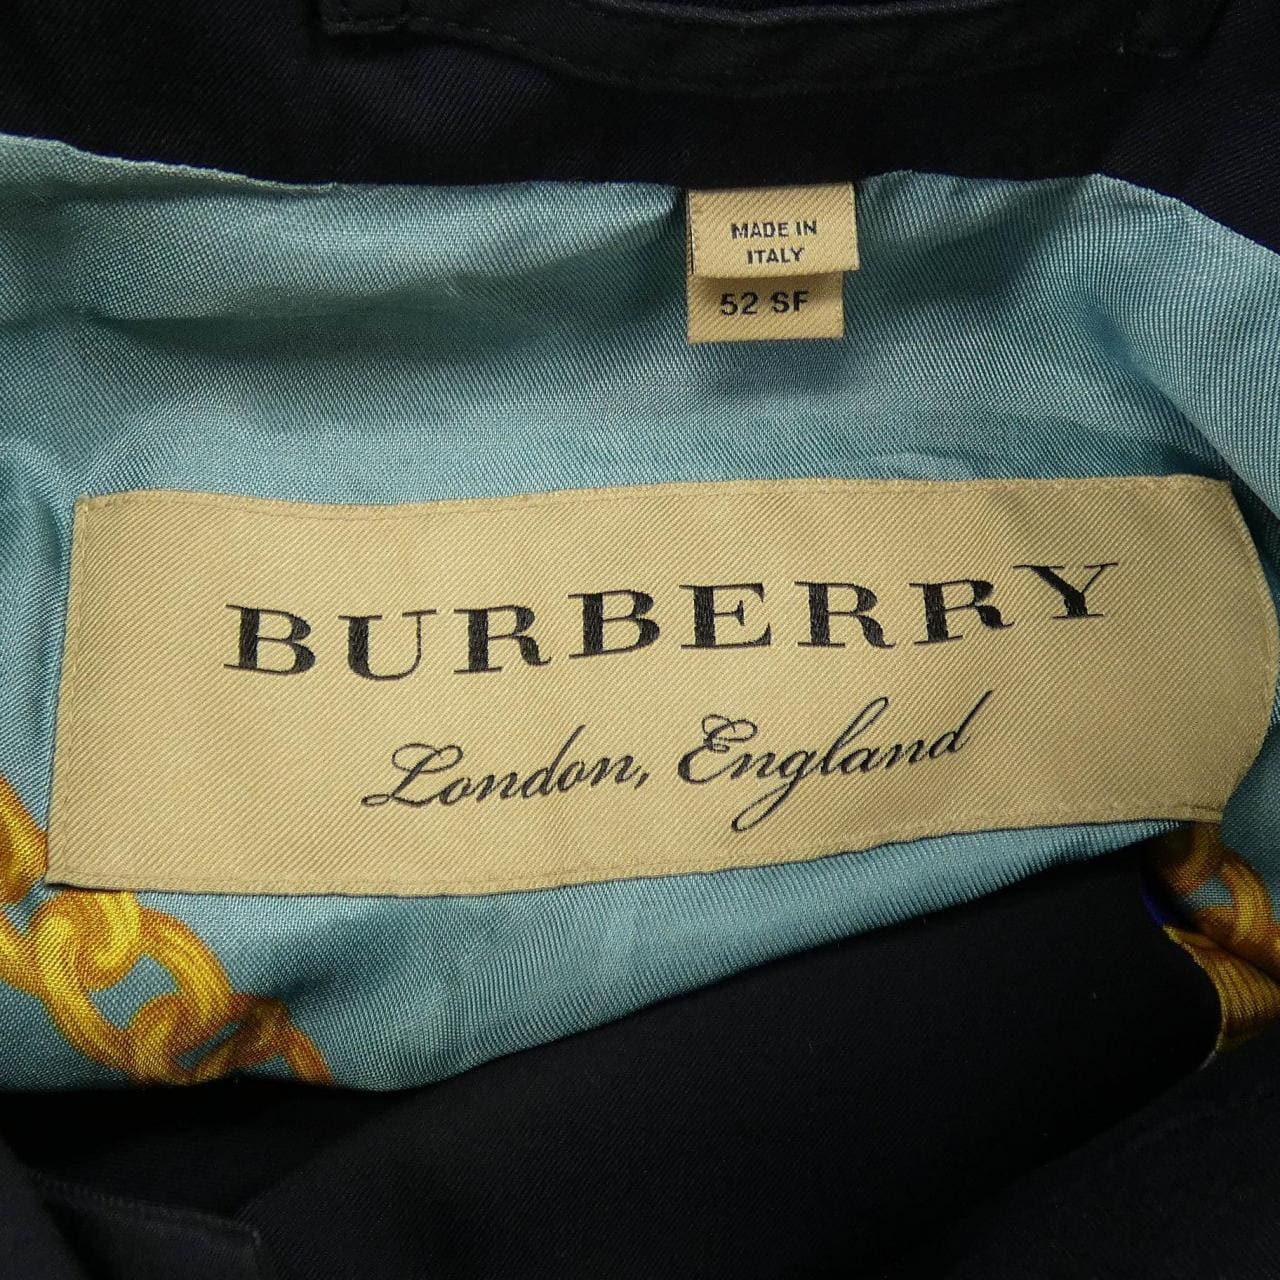 MADE IN
ITALY
52 SF
BURBERRY
London, England